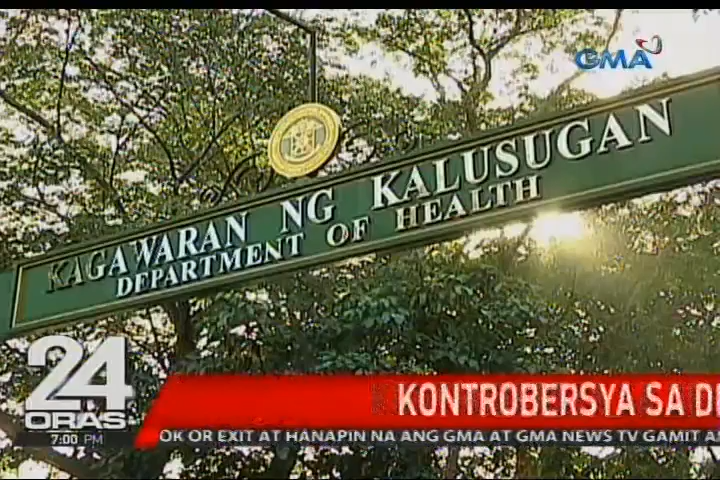 GMA
KAGAWARAN NG KALUSUGAN
DEPARTMENT OF HEALTH
24
ORAS
7:00 PM
KONTROBERSYA SA
OK OR EXIT AT HANAPIN NA ANG GMA AT GMA NEWS TV GAMIT